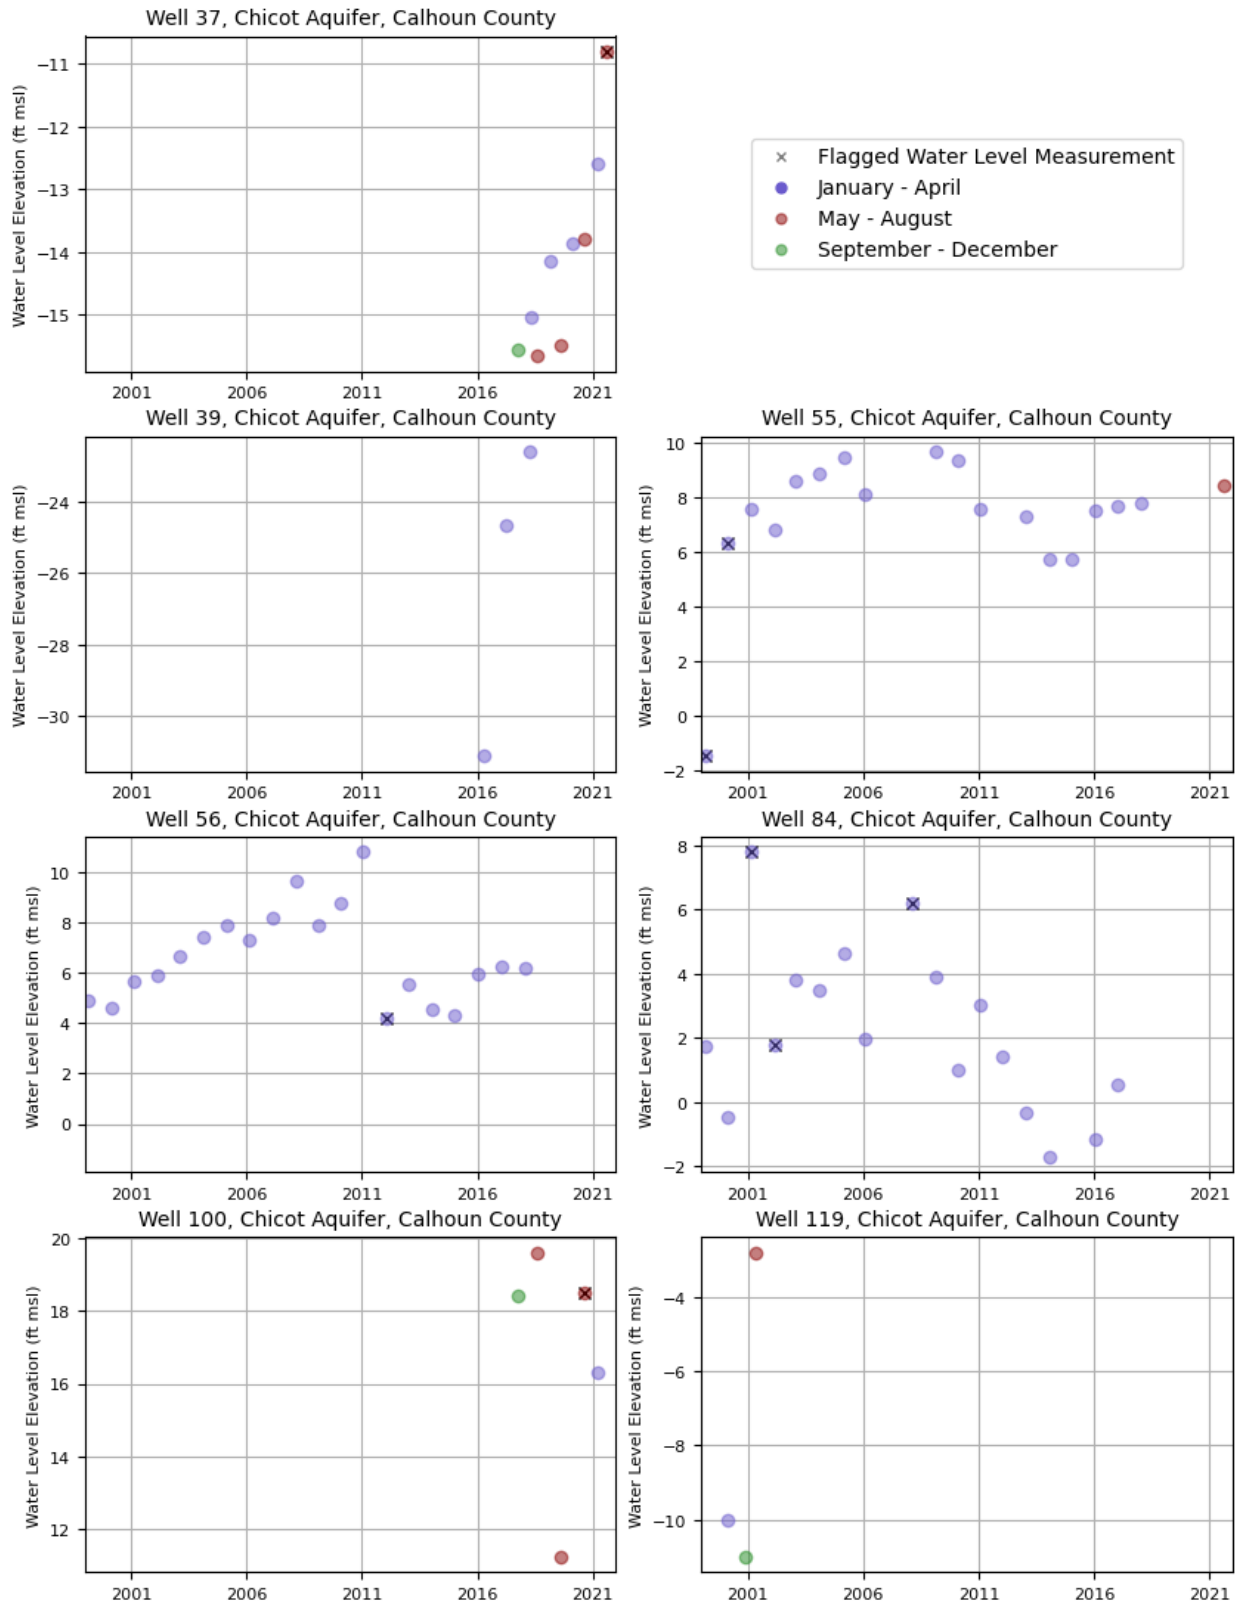 Well 37, Chicot Aquifer, Calhoun County
Water Level Elevation (ft msl)
−11
−12
−13
−14
−15
2001 2006 2011 2016 2021
Flagged Water Level Measurement
January - April
May - August
September - December
Well 39, Chicot Aquifer, Calhoun County
Water Level Elevation (ft msl)
−24
−26
−28
−30
2001 2006 2011 2016 2021
Well 55, Chicot Aquifer, Calhoun County
Water Level Elevation (ft msl)
10
8
6
4
2
0
−2
2001 2006 2011 2016 2021
Well 56, Chicot Aquifer, Calhoun County
Water Level Elevation (ft msl)
10
8
6
4
2
0
2001 2006 2011 2016 2021
Well 84, Chicot Aquifer, Calhoun County
Water Level Elevation (ft msl)
8
6
4
2
0
−2
2001 2006 2011 2016 2021
Well 100, Chicot Aquifer, Calhoun County
Water Level Elevation (ft msl)
20
18
16
14
12
2001 2006 2011 2016 2021
Well 119, Chicot Aquifer, Calhoun County
Water Level Elevation (ft msl)
−4
−6
−8
−10
2001 2006 2011 2016 2021